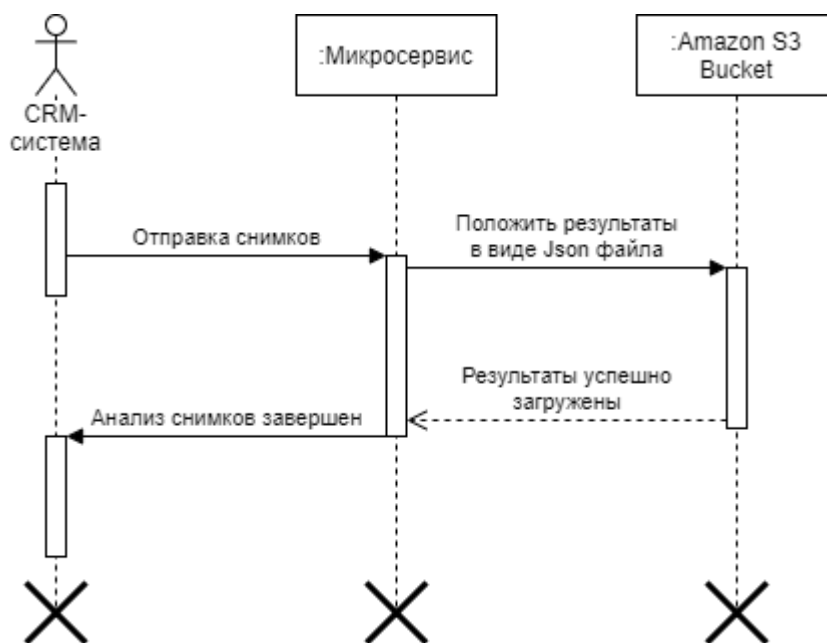 :Микросервис
:Amazon S3
Bucket
CRM-
система
Отправка снимков
Положить результаты
в виде Json файла
Результаты успешно
загружены
Анализ снимков завершен